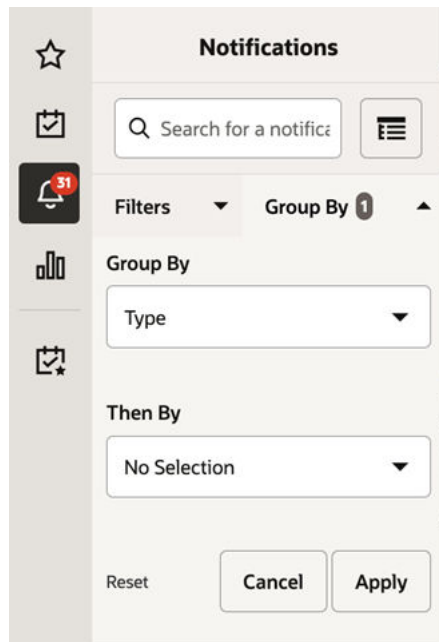 Notifications
31
Search for a notifica
Filters
Group By 1
Group By
Type
Then By
No Selection
Reset
Cancel
Apply